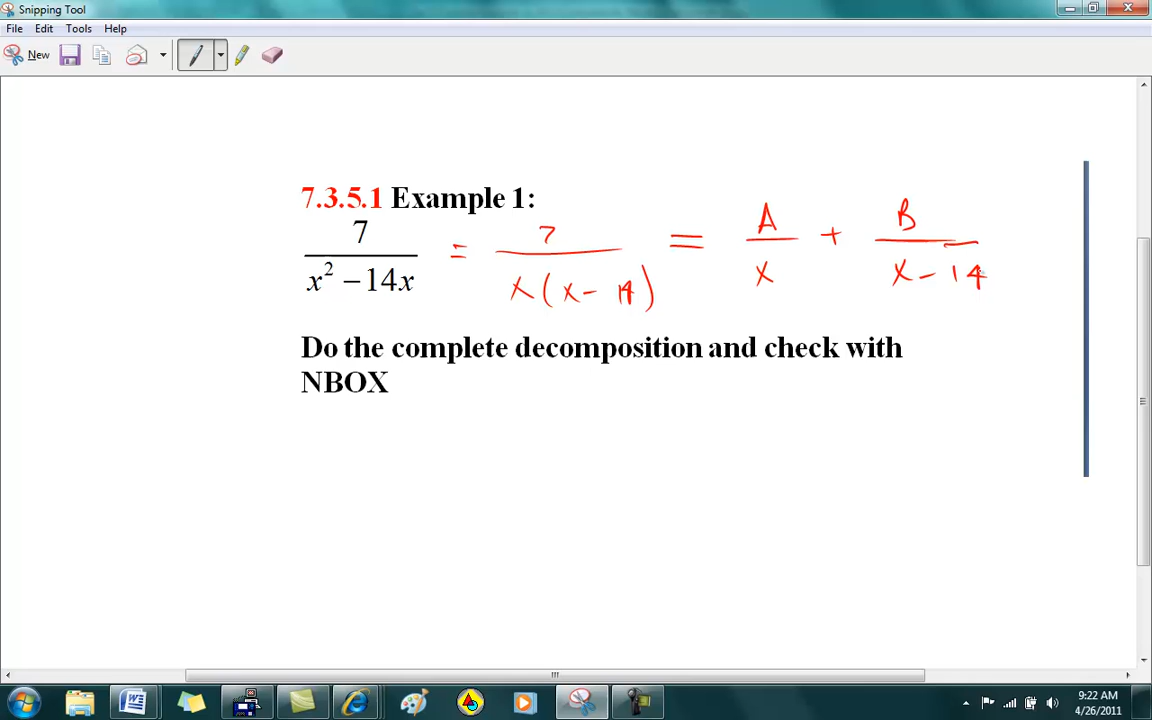 Snipping Tool
File Edit Tools Help
New
7.3.5.1 Example 1:
7/(x² − 14x) = 7/(x(x − 14)) = A/x + B/(x − 14)
Do the complete decomposition and check with
NBOX
9:22 AM
4/26/2011